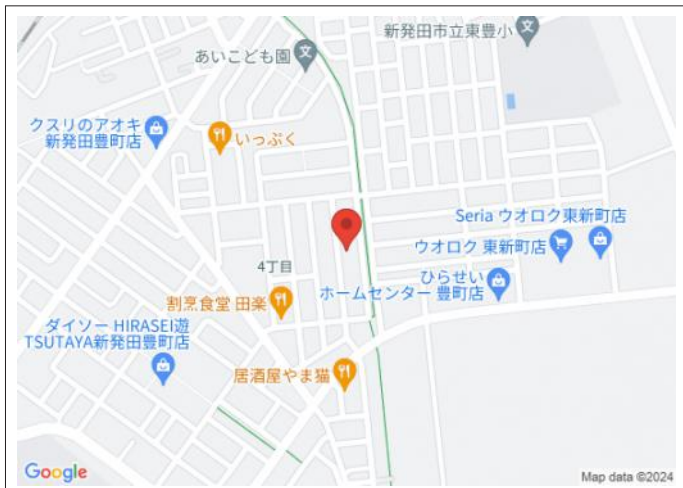 新発田市立東豊小
文
あいこども園
文
クスリのアオキ
新発田豊町店
いっぷく
Seria ウオロク東新町店
ウオロク 東新町店
4丁目
ひらせい
ホームセンター 豊町店
割烹食堂 田楽
ダイソー HIRASEI遊
TSUTAYA新発田豊町店
居酒屋やま猫
Google
Map data ©2024